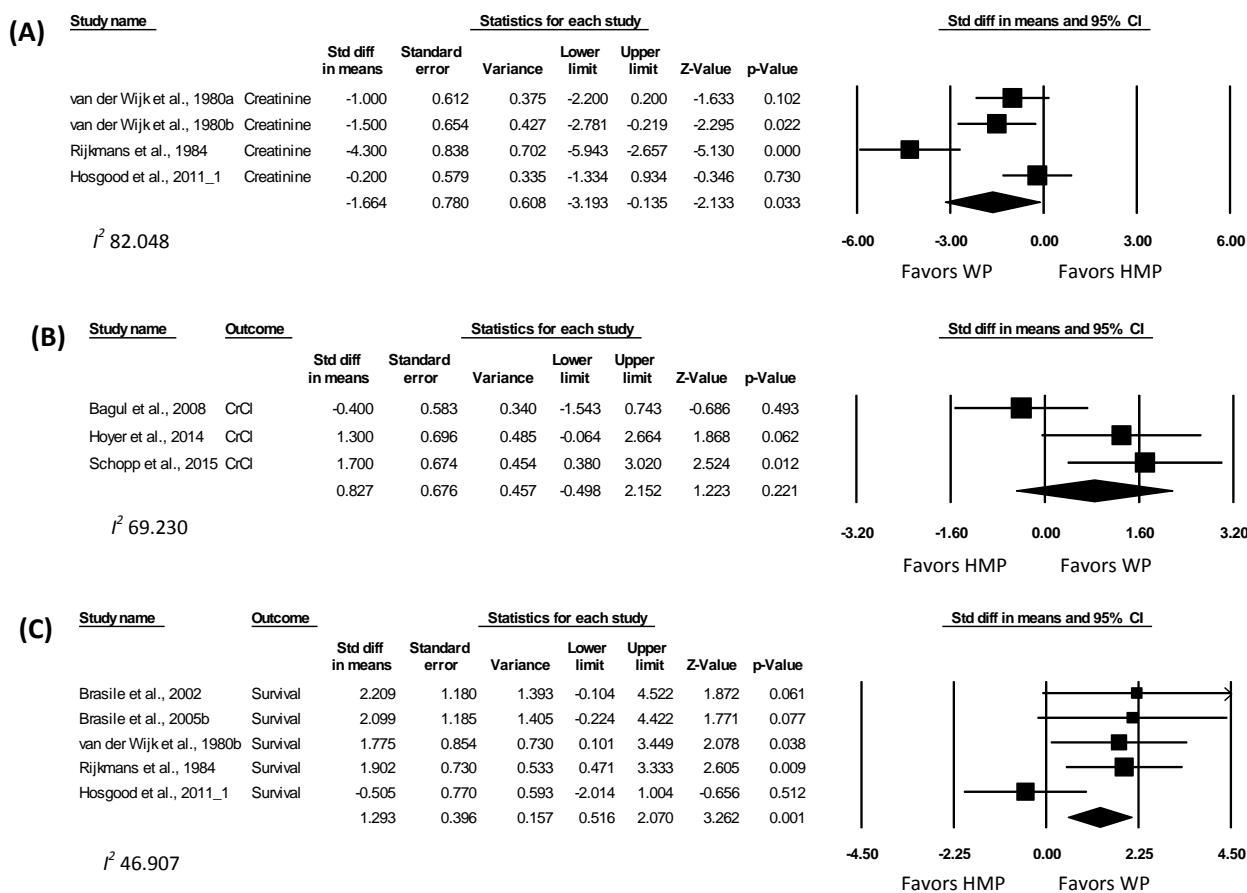 (A)
Study name Statistics for each study Std diff in means and 95% CI
Std diff in means Standard error Variance Lower limit Upper limit Z-Value p-Value
van der Wijk et al., 1980a Creatinine -1.000 0.612 0.375 -2.200 0.200 -1.633 0.102
van der Wijk et al., 1980b Creatinine -1.500 0.654 0.427 -2.781 -0.219 -2.295 0.022
Rijkmans et al., 1984 Creatinine -4.300 0.838 0.702 -5.943 -2.657 -5.130 0.000
Hosgood et al., 2011_1 Creatinine -0.200 0.579 0.335 -1.334 0.934 -0.346 0.730
-1.664 0.780 0.608 -3.193 -0.135 -2.133 0.033
I² 82.048
-6.00 -3.00 0.00 3.00 6.00
Favors WP Favors HMP
(B)
Study name Outcome Statistics for each study Std diff in means and 95% CI
Std diff in means Standard error Variance Lower limit Upper limit Z-Value p-Value
Bagul et al., 2008 CrCl -0.400 0.583 0.340 -1.543 0.743 -0.686 0.493
Hoyer et al., 2014 CrCl 1.300 0.696 0.485 -0.064 2.664 1.868 0.062
Schopp et al., 2015 CrCl 1.700 0.674 0.454 0.380 3.020 2.524 0.012
0.827 0.676 0.457 -0.498 2.152 1.223 0.221
I² 69.230
-3.20 -1.60 0.00 1.60 3.20
Favors HMP Favors WP
(C)
Study name Outcome Statistics for each study Std diff in means and 95% CI
Std diff in means Standard error Variance Lower limit Upper limit Z-Value p-Value
Brasile et al., 2002 Survival 2.209 1.180 1.393 -0.104 4.522 1.872 0.061
Brasile et al., 2005b Survival 2.099 1.185 1.405 -0.224 4.422 1.771 0.077
van der Wijk et al., 1980b Survival 1.775 0.854 0.730 0.101 3.449 2.078 0.038
Rijkmans et al., 1984 Survival 1.902 0.730 0.533 0.471 3.333 2.605 0.009
Hosgood et al., 2011_1 Survival -0.505 0.770 0.593 -2.014 1.004 -0.656 0.512
1.293 0.396 0.157 0.516 2.070 3.262 0.001
I² 46.907
-4.50 -2.25 0.00 2.25 4.50
Favors HMP Favors WP